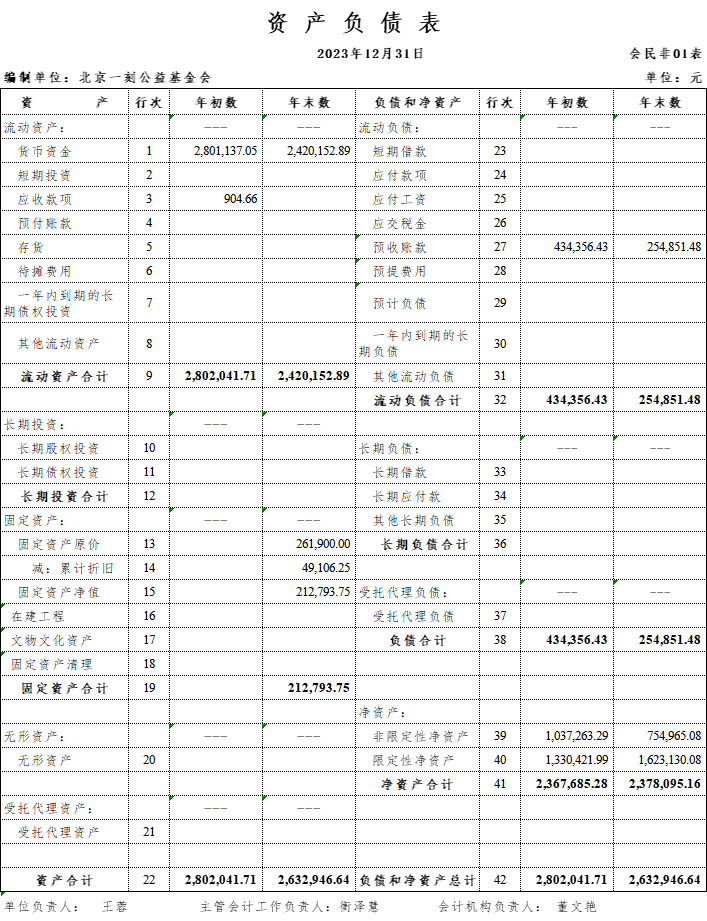 资 产 负 债 表
2023年12月31日 会民非01表
编制单位：北京一刻公益基金会 单位：元
资 产 行次 年初数 年末数 负债和净资产 行次 年初数 年末数
流动资产： --- --- 流动负债： --- ---
货币资金 1 2,801,137.05 2,420,152.89 短期借款 23
短期投资 2 应付款项 24
应收款项 3 904.66 应付工资 25
预付账款 4 应交税金 26
存货 5 预收账款 27 434,356.43 254,851.48
待摊费用 6 预提费用 28
一年内到期的长期债权投资 7 预计负债 29
其他流动资产 8 一年内到期的长期负债 30
流动资产合计 9 2,802,041.71 2,420,152.89 其他流动负债 31
流动负债合计 32 434,356.43 254,851.48
长期投资： --- ---
长期股权投资 10 长期负债： --- ---
长期债权投资 11 长期借款 33
长期投资合计 12 长期应付款 34
固定资产： --- --- 其他长期负债 35
固定资产原价 13 261,900.00 长期负债合计 36
减：累计折旧 14 49,106.25
固定资产净值 15 212,793.75 受托代理负债： --- ---
在建工程 16 受托代理负债 37
文物文化资产 17 负债合计 38 434,356.43 254,851.48
固定资产清理 18
固定资产合计 19 212,793.75
净资产：
无形资产： --- --- 非限定性净资产 39 1,037,263.29 754,965.08
无形资产 20 限定性净资产 40 1,330,421.99 1,623,130.08
净资产合计 41 2,367,685.28 2,378,095.16
受托代理资产： --- ---
受托代理资产 21
资产合计 22 2,802,041.71 2,632,946.64 负债和净资产总计 42 2,802,041.71 2,632,946.64
单位负责人： 王蓉 主管会计工作负责人：衡泽慧 会计机构负责人： 董文艳